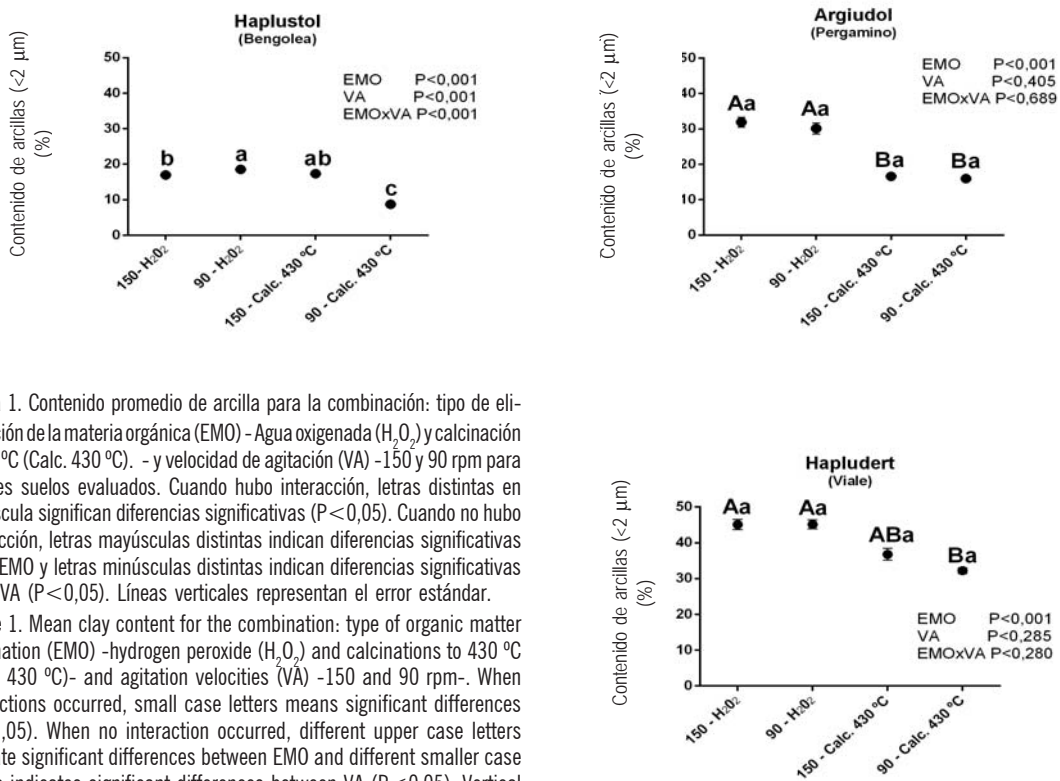 Haplustol
(Bengolea)
Contenido de arcillas (<2 μm)
(%)
50
40
30
20
10
0
EMO P<0,001
VA P<0,001
EMOxVA P<0,001
b
a
ab
c
150- H2O2
90 - H2O2
150 - Calc. 430 ºC
90 - Calc. 430 ºC
Argiudol
(Pergamino)
Contenido de arcillas (<2 μm)
(%)
50
40
30
20
10
0
EMO P<0,001
VA P<0,405
EMOxVA P<0,689
Aa
Aa
Ba
Ba
150 - H2O2
90 - H2O2
150 - Calc. 430 ºC
90 - Calc. 430 ºC
1. Contenido promedio de arcilla para la combinación: tipo de eli-
sión de la materia orgánica (EMO) - Agua oxigenada (H2O2) y calcinación
ºC (Calc. 430 ºC). - y velocidad de agitación (VA) -150 y 90 rpm para
es suelos evaluados. Cuando hubo interacción, letras distintas en
scula significan diferencias significativas (P<0,05). Cuando no hubo
cción, letras mayúsculas distintas indican diferencias significativas
EMO y letras minúsculas distintas indican diferencias significativas
VA (P<0,05). Líneas verticales representan el error estándar.
1. Mean clay content for the combination: type of organic matter
nation (EMO) -hydrogen peroxide (H2O2) and calcinations to 430 ºC
430 ºC)- and agitation velocities (VA) -150 and 90 rpm-. When
ctions occurred, small case letters means significant differences
,05). When no interaction occurred, different upper case letters
te significant differences between EMO and different smaller case
indicates significant differences between VA (P<0,05). Vertical
Hapludert
(Viale)
Contenido de arcillas (<2 μm)
(%)
50
40
30
20
10
0
Aa
Aa
ABa
Ba
EMO P<0,001
VA P<0,285
EMOxVA P<0,280
150 - H2O2
90 - H2O2
150 - Calc. 430 ºC
90 - Calc. 430 ºC